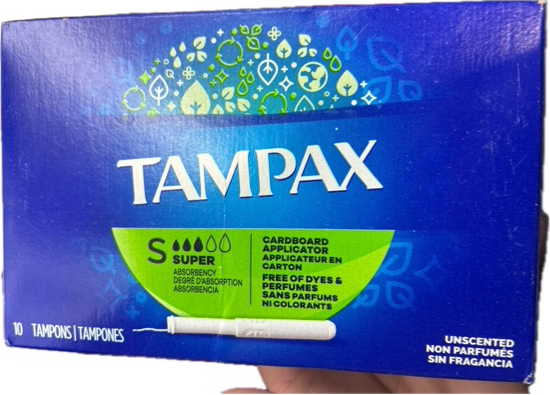 TAMPAX
S
SUPER
ABSORBENCY
DEGRÉ D'ABSORPTION
ABSORBENCIA
CARDBOARD
APPLICATOR
APPLICATEUR EN
CARTON
FREE OF DYES &
PERFUMES
SANS PARFUMS
NI COLORANTS
10 TAMPONS | TAMPONES
UNSCENTED
NON PARFUMÉS
SIN FRAGANCIA